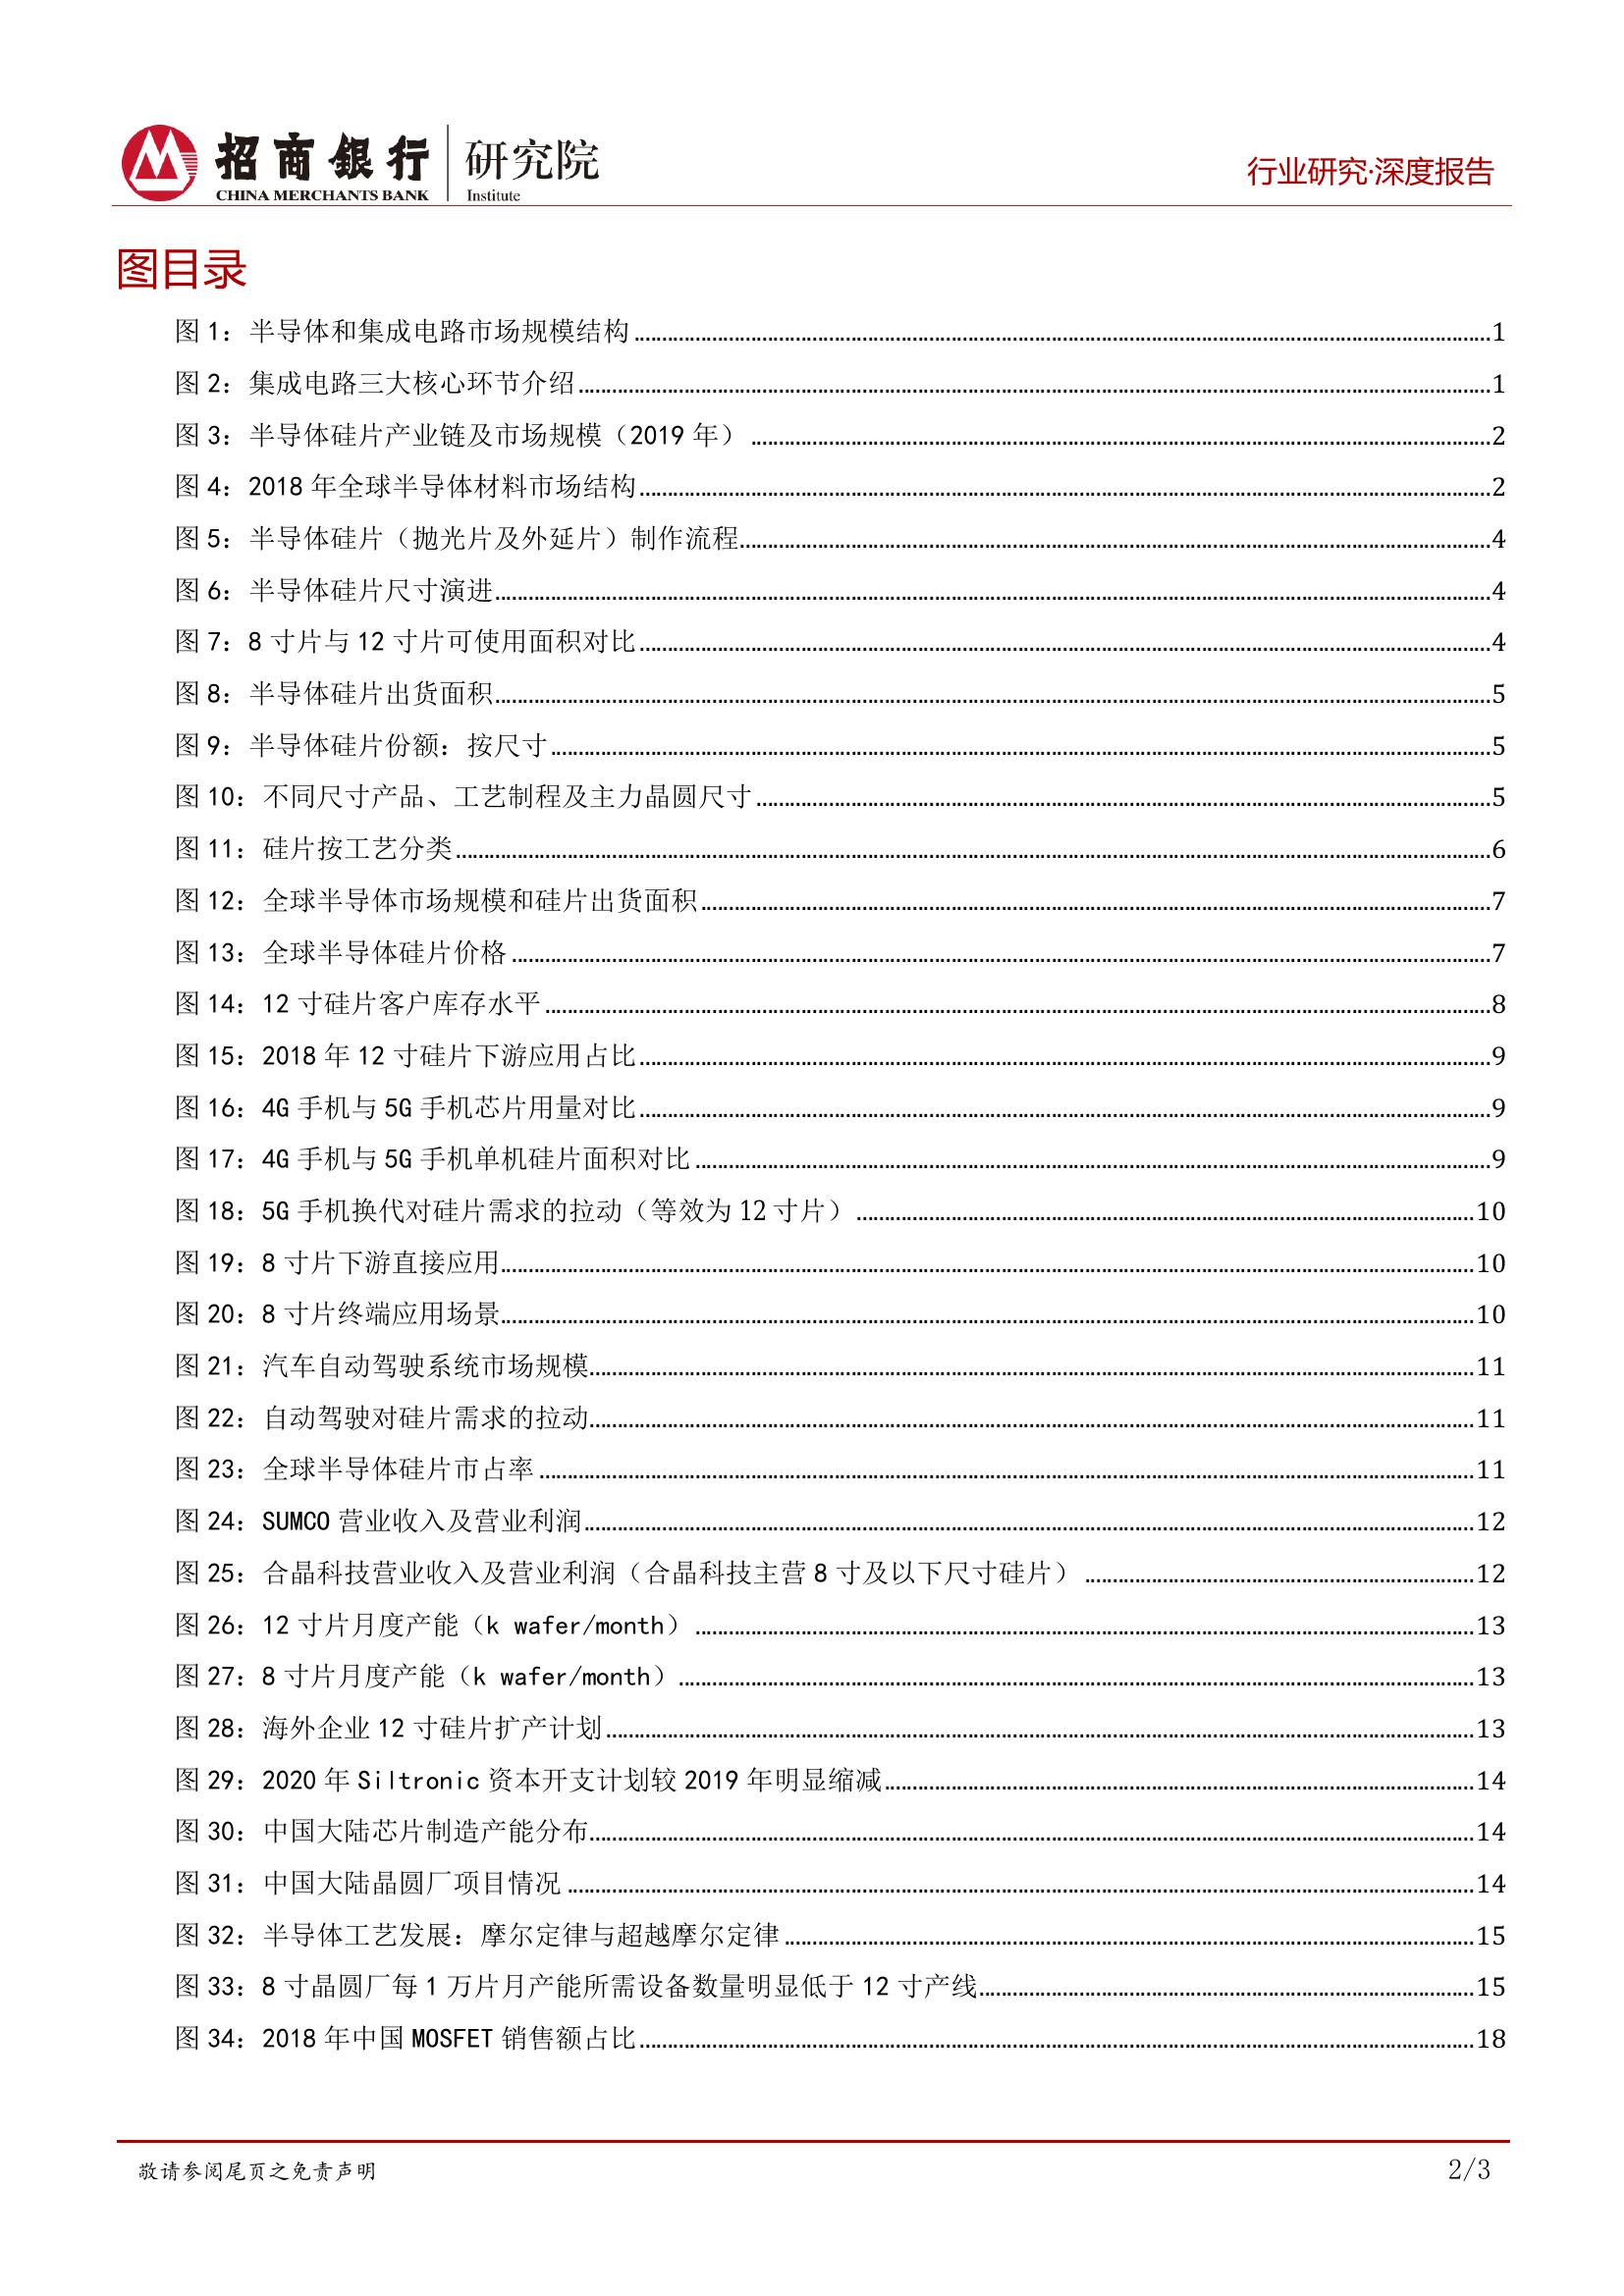 招商银行 研究院
CHINA MERCHANTS BANK Institute
行业研究·深度报告
图目录
图 1：半导体和集成电路市场规模结构 1
图 2：集成电路三大核心环节介绍 1
图 3：半导体硅片产业链及市场规模（2019 年） 2
图 4：2018 年全球半导体材料市场结构 2
图 5：半导体硅片（抛光片及外延片）制作流程 4
图 6：半导体硅片尺寸演进 4
图 7：8 寸片与 12 寸片可使用面积对比 4
图 8：半导体硅片出货面积 5
图 9：半导体硅片份额：按尺寸 5
图 10：不同尺寸产品、工艺制程及主力晶圆尺寸 5
图 11：硅片按工艺分类 6
图 12：全球半导体市场规模和硅片出货面积 7
图 13：全球半导体硅片价格 7
图 14：12 寸硅片客户库存水平 8
图 15：2018 年 12 寸硅片下游应用占比 9
图 16：4G 手机与 5G 手机芯片用量对比 9
图 17：4G 手机与 5G 手机单机硅片面积对比 9
图 18：5G 手机换代对硅片需求的拉动（等效为 12 寸片） 10
图 19：8 寸片下游直接应用 10
图 20：8 寸片终端应用场景 10
图 21：汽车自动驾驶系统市场规模 11
图 22：自动驾驶对硅片需求的拉动 11
图 23：全球半导体硅片市占率 11
图 24：SUMCO 营业收入及营业利润 12
图 25：合晶科技营业收入及营业利润（合晶科技主营 8 寸及以下尺寸硅片） 12
图 26：12 寸片月度产能（k wafer/month） 13
图 27：8 寸片月度产能（k wafer/month） 13
图 28：海外企业 12 寸硅片扩产计划 13
图 29：2020 年 Siltronic 资本开支计划较 2019 年明显缩减 14
图 30：中国大陆芯片制造产能分布 14
图 31：中国大陆晶圆厂项目情况 14
图 32：半导体工艺发展：摩尔定律与超越摩尔定律 15
图 33：8 寸晶圆厂每 1 万片月产能所需设备数量明显低于 12 寸产线 15
图 34：2018 年中国 MOSFET 销售额占比 18
敬请参阅尾页之免责声明
2/3